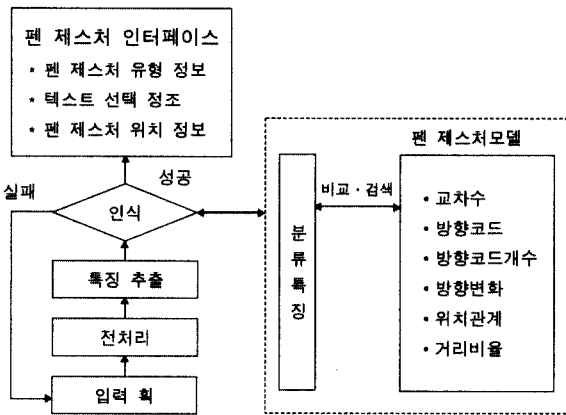 펜 제스처 인터페이스
* 펜 제스처 유형 정보
* 텍스트 선택 정조
* 펜 제스처 위치 정보
실패
성공
인식
특징 추출
전처리
입력 획
펜 제스처모델
분류특징
비교·검색
• 교차수
• 방향코드
• 방향코드개수
• 방향변화
• 위치관계
• 거리비율